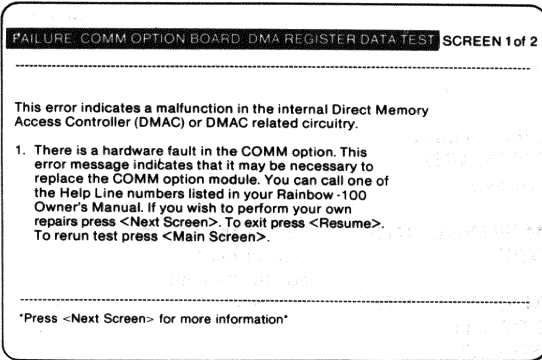 FAILURE: COMM OPTION BOARD: DMA REGISTER DATA TEST SCREEN 1 of 2
This error indicates a malfunction in the internal Direct Memory
Access Controller (DMAC) or DMAC related circuitry.
1. There is a hardware fault in the COMM option. This
error message indicates that it may be necessary to
replace the COMM option module. You can call one of
the Help Line numbers listed in your Rainbow -100
Owner's Manual. If you wish to perform your own
repairs press <Next Screen>. To exit press <Resume>.
To rerun test press <Main Screen>.
*Press <Next Screen> for more information*